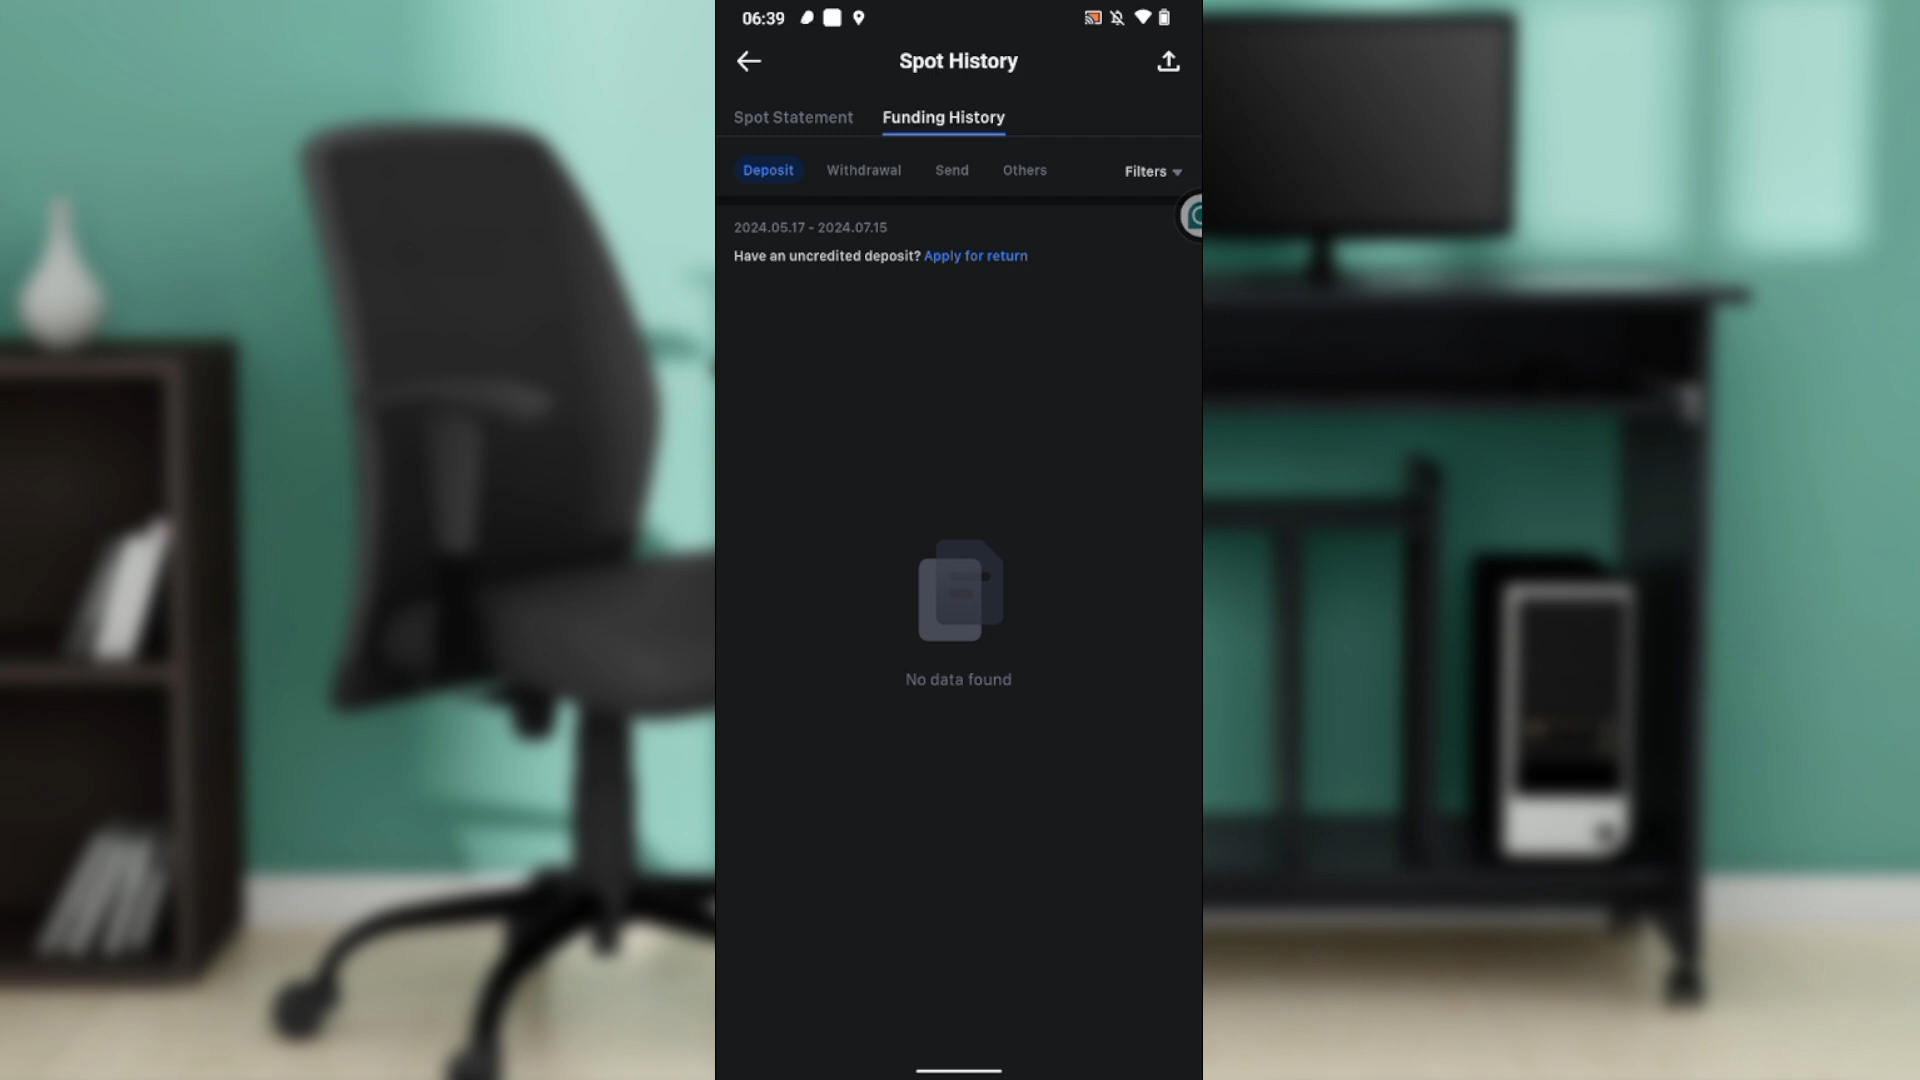 06:39
Spot History
Spot Statement Funding History
Deposit Withdrawal Send Others Filters
2024.05.17 - 2024.07.15
Have an uncredited deposit? Apply for return
No data found